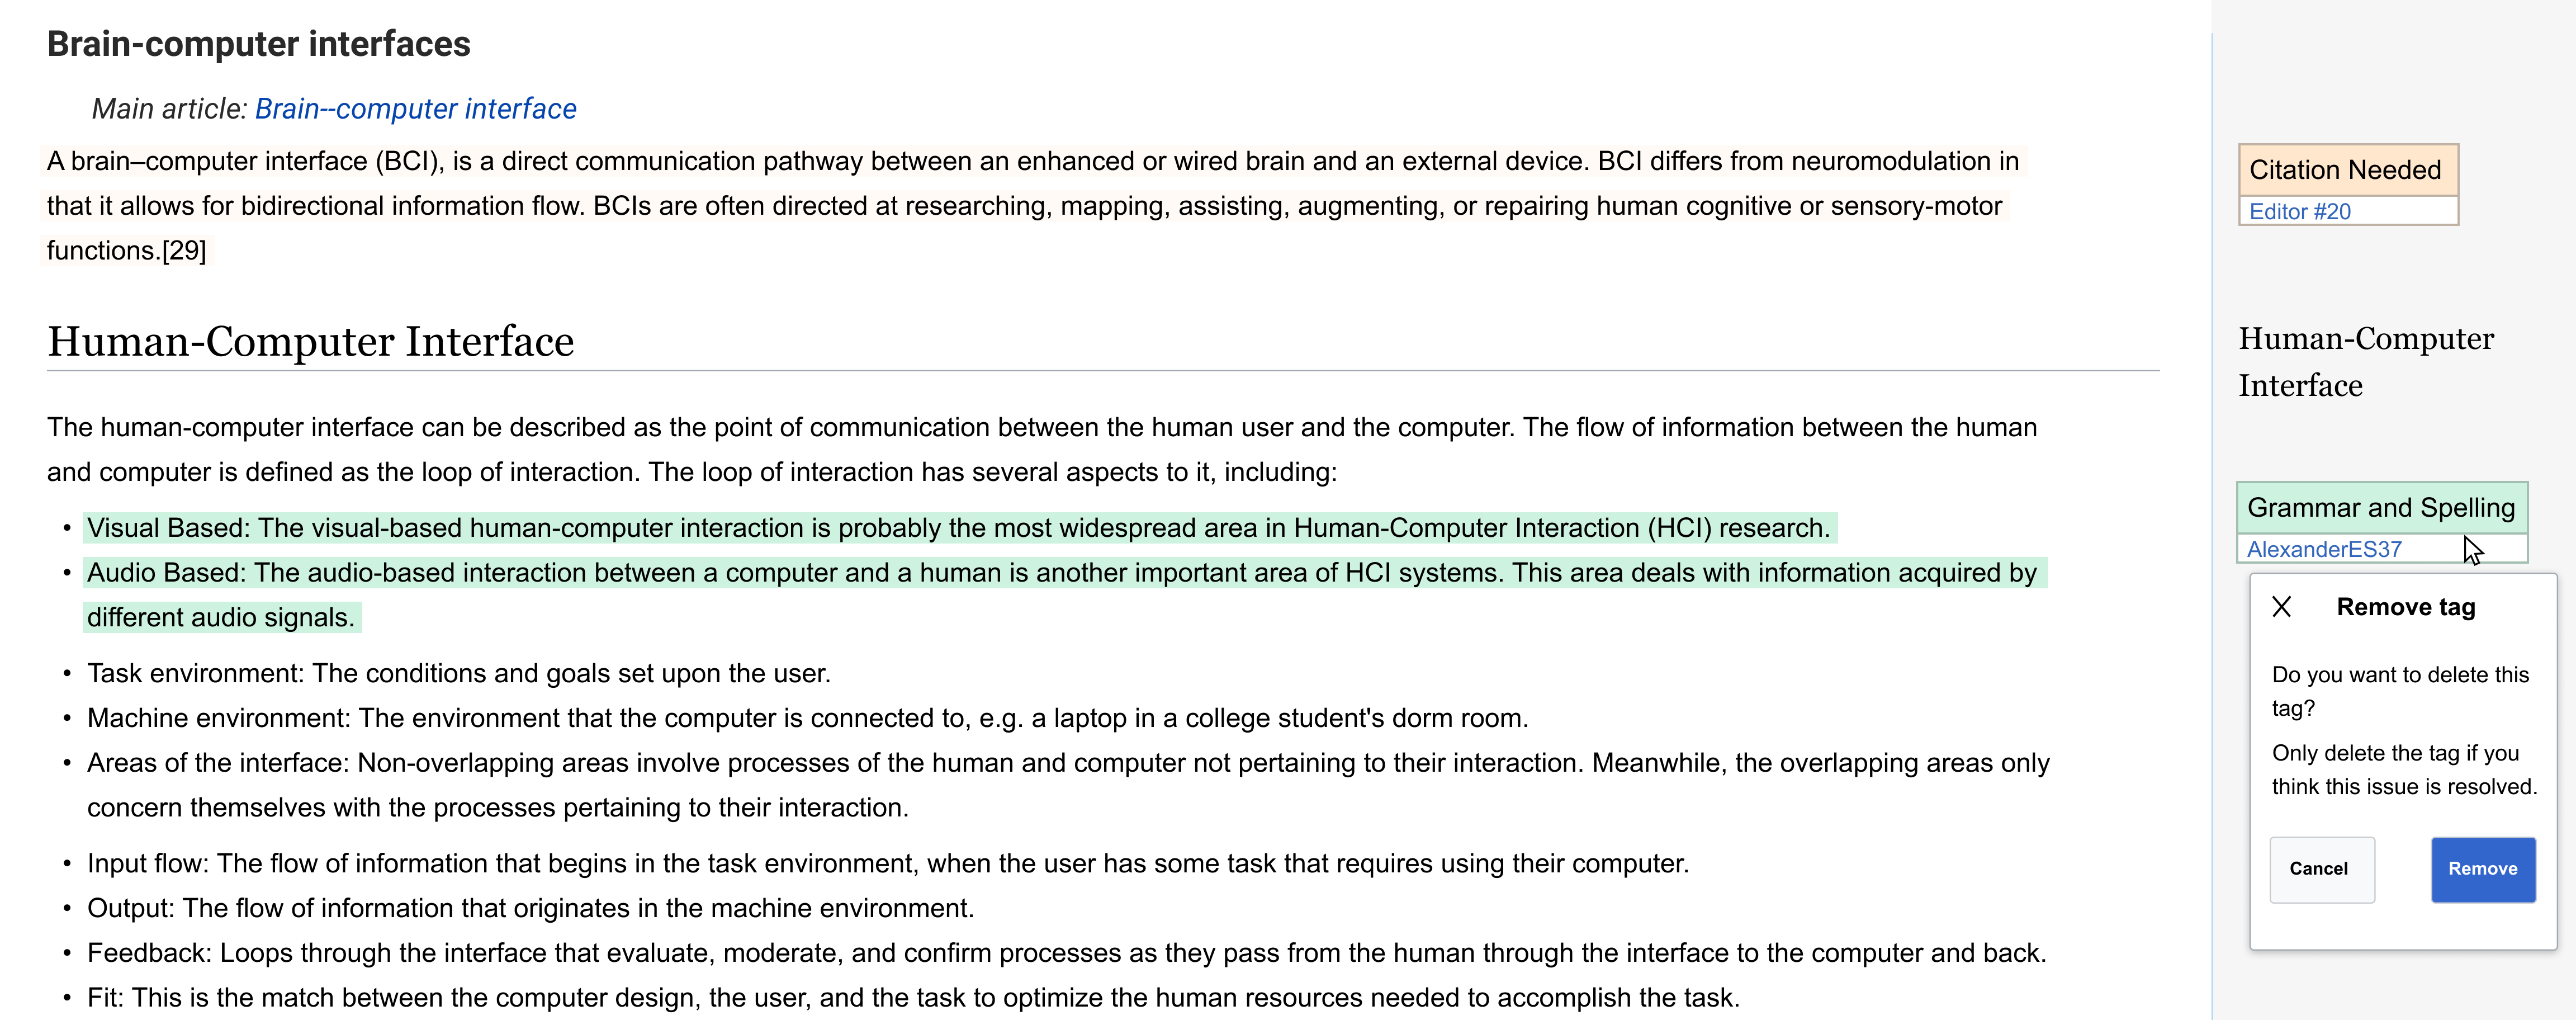 Brain-computer interfaces
Main article: Brain--computer interface
A brain–computer interface (BCI), is a direct communication pathway between an enhanced or wired brain and an external device. BCI differs from neuromodulation in
that it allows for bidirectional information flow. BCIs are often directed at researching, mapping, assisting, augmenting, or repairing human cognitive or sensory-motor
functions.[29]
Human-Computer Interface
The human-computer interface can be described as the point of communication between the human user and the computer. The flow of information between the human
and computer is defined as the loop of interaction. The loop of interaction has several aspects to it, including:
• Visual Based: The visual-based human-computer interaction is probably the most widespread area in Human-Computer Interaction (HCI) research.
• Audio Based: The audio-based interaction between a computer and a human is another important area of HCI systems. This area deals with information acquired by
different audio signals.
• Task environment: The conditions and goals set upon the user.
• Machine environment: The environment that the computer is connected to, e.g. a laptop in a college student's dorm room.
• Areas of the interface: Non-overlapping areas involve processes of the human and computer not pertaining to their interaction. Meanwhile, the overlapping areas only
concern themselves with the processes pertaining to their interaction.
• Input flow: The flow of information that begins in the task environment, when the user has some task that requires using their computer.
• Output: The flow of information that originates in the machine environment.
• Feedback: Loops through the interface that evaluate, moderate, and confirm processes as they pass from the human through the interface to the computer and back.
• Fit: This is the match between the computer design, the user, and the task to optimize the human resources needed to accomplish the task.
Citation Needed
Editor #20
Human-Computer
Interface
Grammar and Spelling
AlexanderES37
Remove tag
Do you want to delete this
tag?
Only delete the tag if you
think this issue is resolved.
Cancel
Remove